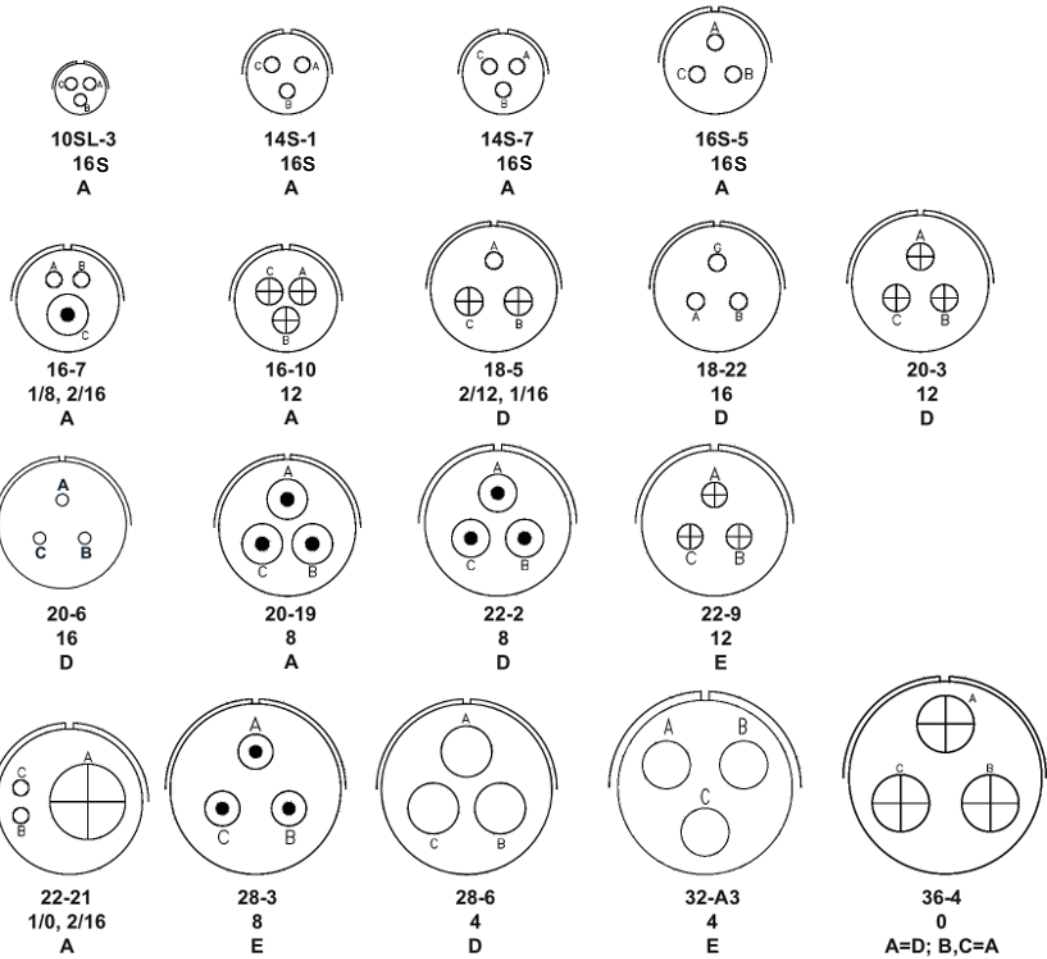 C A
B
10SL-3
16S
A
C A
B
14S-1
16S
A
C A
B
14S-7
16S
A
A
C B
16S-5
16S
A
A B
C
16-7
1/8, 2/16
A
C A
B
16-10
12
A
A
C B
18-5
2/12, 1/16
D
G
A B
18-22
16
D
A
C B
20-3
12
D
A
C B
20-6
16
D
A
C B
20-19
8
A
A
C B
22-2
8
D
A
C B
22-9
12
E
A
C
B
22-21
1/0, 2/16
A
A
C B
28-3
8
E
A
C B
28-6
4
D
A B
C
32-A3
4
E
A
C B
36-4
0
A=D; B,C=A